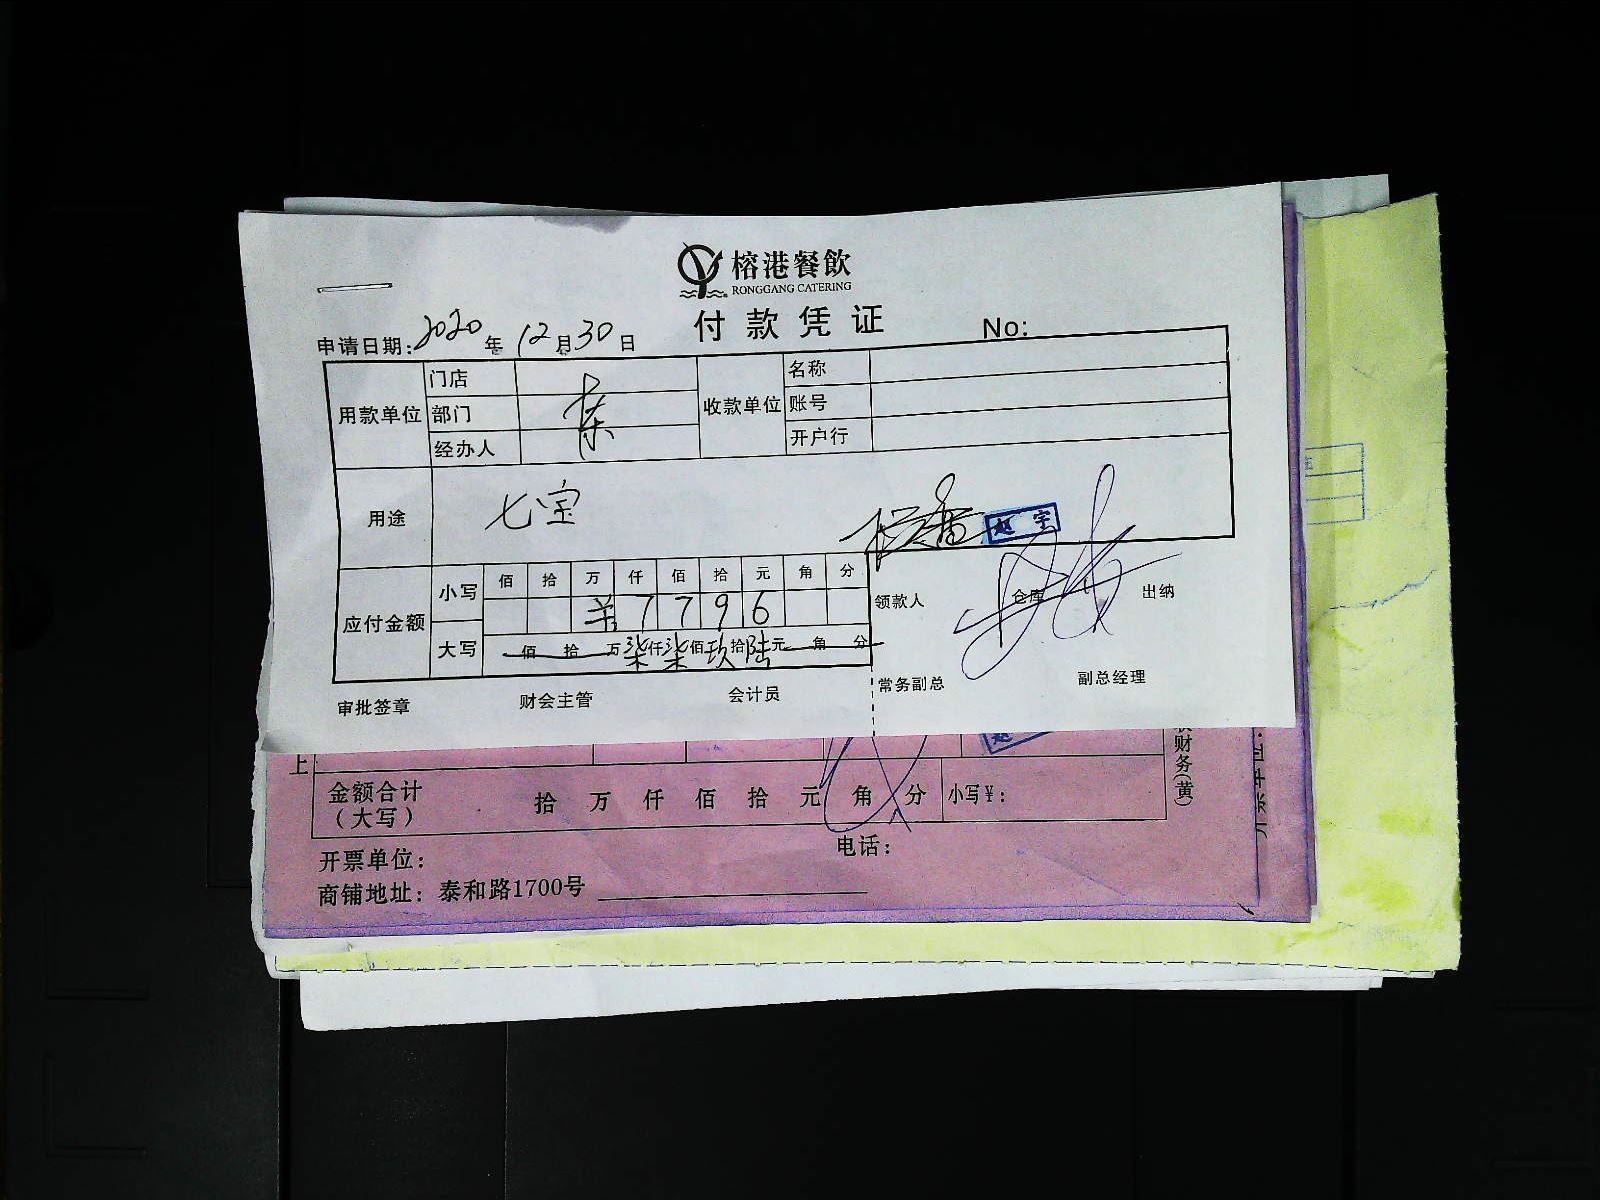 榕港餐飲
RONGGANG CATERING
付款凭证
No:
申请日期: 2020年12月30日
用款单位 门店 收款单位 名称
部门 账号
经办人 开户行
用途 七宝
赵宝
应付金额 小写 佰 拾 万 仟 佰 拾 元 角 分
¥ 7 7 9 6
大写 佰 拾 万 柒仟柒佰玖拾陆元 角 分
领款人 仓库 出纳
审批签章 财会主管 会计员 常务副总 副总经理
上
财务(黄)
金额合计(大写) 拾 万 仟 佰 拾 元 角 分 小写¥:
开票单位: 电话:
商铺地址: 泰和路1700号